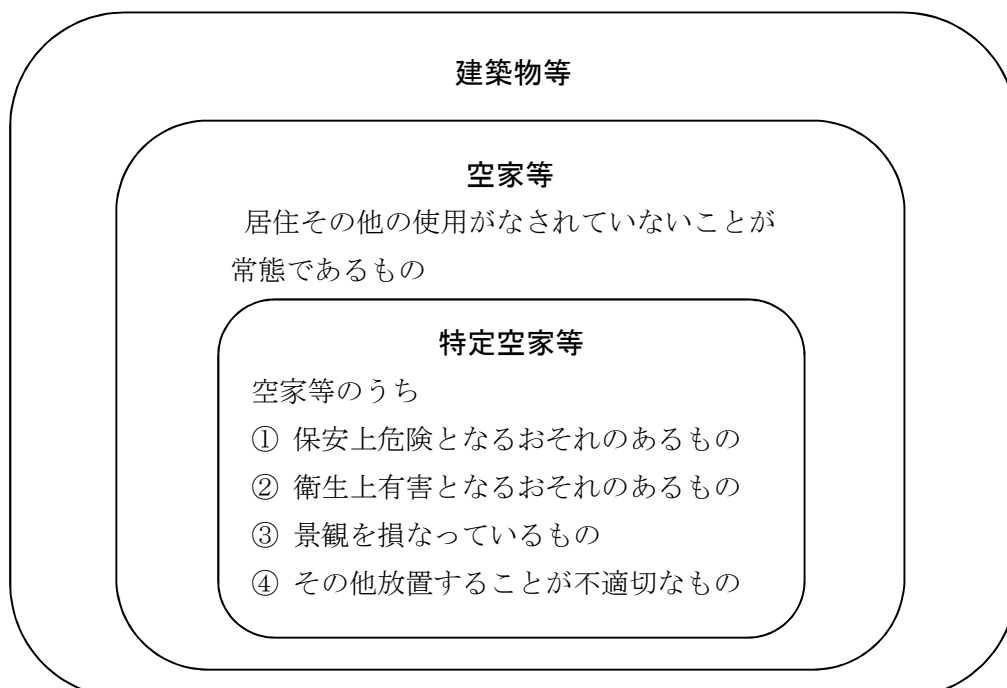 建築物等
空家等
居住その他の使用がなされていないことが
常態であるもの
特定空家等
空家等のうち
① 保安上危険となるおそれのあるもの
② 衛生上有害となるおそれのあるもの
③ 景観を損なっているもの
④ その他放置することが不適切なもの